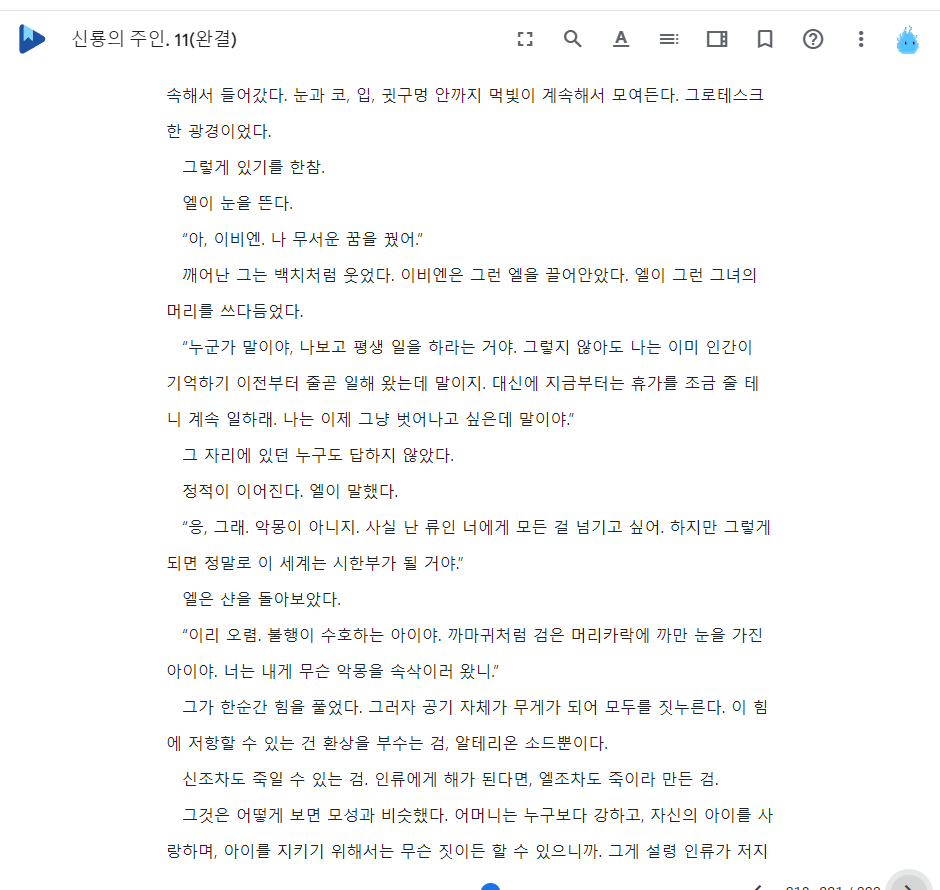 신룡의 주인. 11(완결)
속해서 들어갔다. 눈과 코, 입, 귓구멍 안까지 먹빛이 계속해서 모여든다. 그로테스크
한 광경이었다.
그렇게 있기를 한참.
엘이 눈을 뜬다.
“아, 이비엔. 나 무서운 꿈을 꿨어.”
깨어난 그는 백치처럼 웃었다. 이비엔은 그런 엘을 끌어안았다. 엘이 그런 그녀의
머리를 쓰다듬었다.
“누군가 말이야, 나보고 평생 일을 하라는 거야. 그렇지 않아도 나는 이미 인간이
기억하기 이전부터 줄곧 일해 왔는데 말이지. 대신에 지금부터는 휴가를 조금 줄 테
니 계속 일하래. 나는 이제 그냥 벗어나고 싶은데 말이야.”
그 자리에 있던 누구도 답하지 않았다.
정적이 이어진다. 엘이 말했다.
“응, 그래. 악몽이 아니지. 사실 난 류인 너에게 모든 걸 넘기고 싶어. 하지만 그렇게
되면 정말로 이 세계는 시한부가 될 거야.”
엘은 샨을 돌아보았다.
“이리 오렴. 불행이 수호하는 아이야. 까마귀처럼 검은 머리카락에 까만 눈을 가진
아이야. 너는 내게 무슨 악몽을 속삭이러 왔니.”
그가 한순간 힘을 풀었다. 그러자 공기 자체가 무게가 되어 모두를 짓누른다. 이 힘
에 저항할 수 있는 건 환상을 부수는 검, 알테리온 소드뿐이다.
신조차도 죽일 수 있는 검. 인류에게 해가 된다면, 엘조차도 죽이라 만든 검.
그것은 어떻게 보면 모성과 비슷했다. 어머니는 누구보다 강하고, 자신의 아이를 사
랑하며, 아이를 지키기 위해서는 무슨 짓이든 할 수 있으니까. 그게 설령 인류가 저지